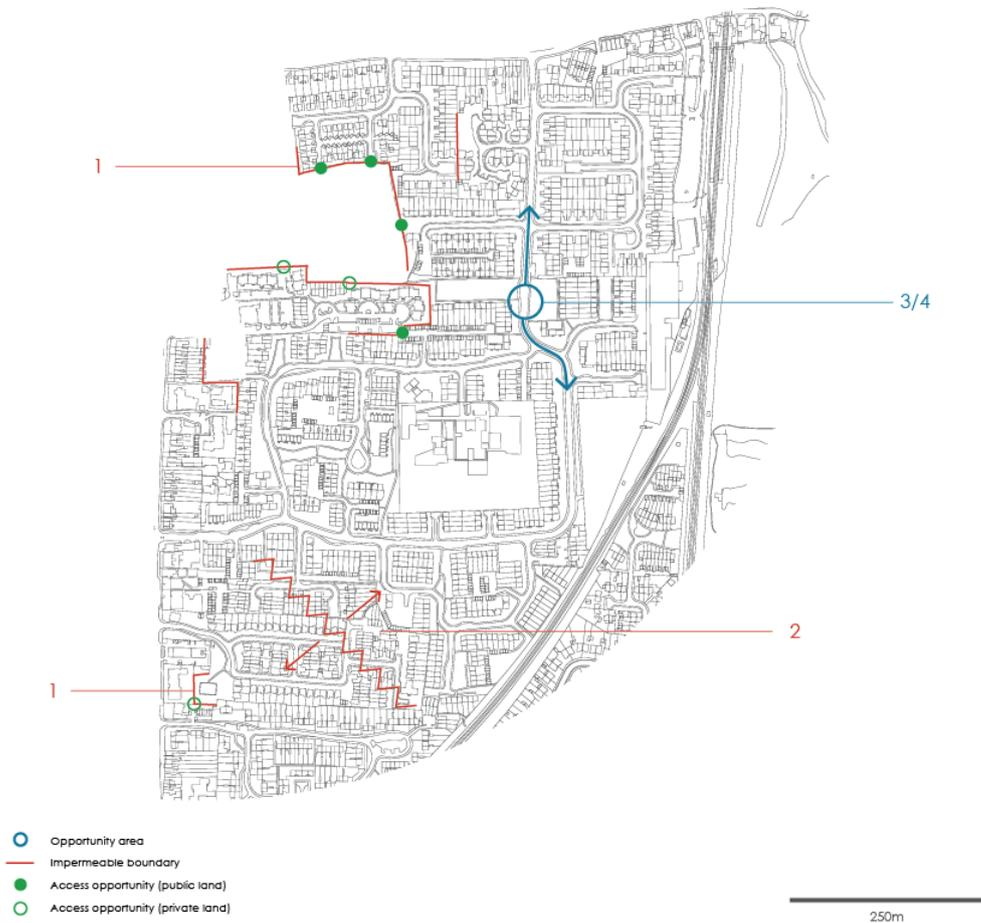 1
3/4
2
1
Opportunity area
Impermeable boundary
Access opportunity (public land)
Access opportunity (private land)
250m